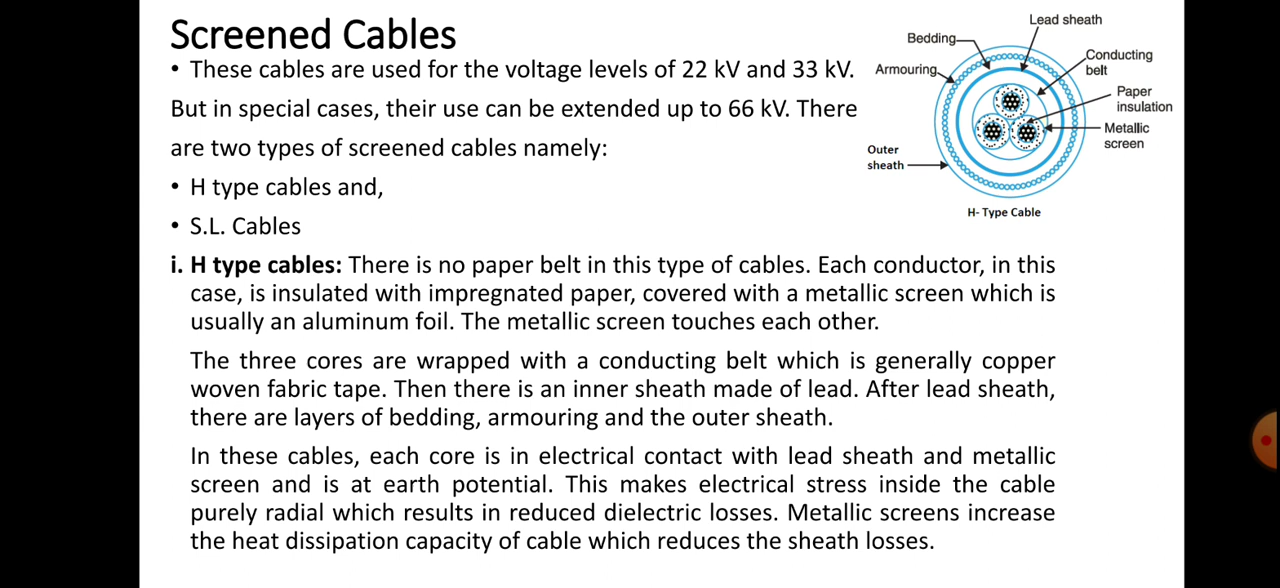 Screened Cables
• These cables are used for the voltage levels of 22 kV and 33 kV.
But in special cases, their use can be extended up to 66 kV. There
are two types of screened cables namely:
• H type cables and,
• S.L. Cables
Lead sheath
Bedding
Conducting
belt
Armouring
Paper
insulation
Metallic
screen
Outer
sheath
H- Type Cable
i. H type cables: There is no paper belt in this type of cables. Each conductor, in this
case, is insulated with impregnated paper, covered with a metallic screen which is
usually an aluminum foil. The metallic screen touches each other.
The three cores are wrapped with a conducting belt which is generally copper
woven fabric tape. Then there is an inner sheath made of lead. After lead sheath,
there are layers of bedding, armouring and the outer sheath.
In these cables, each core is in electrical contact with lead sheath and metallic
screen and is at earth potential. This makes electrical stress inside the cable
purely radial which results in reduced dielectric losses. Metallic screens increase
the heat dissipation capacity of cable which reduces the sheath losses.